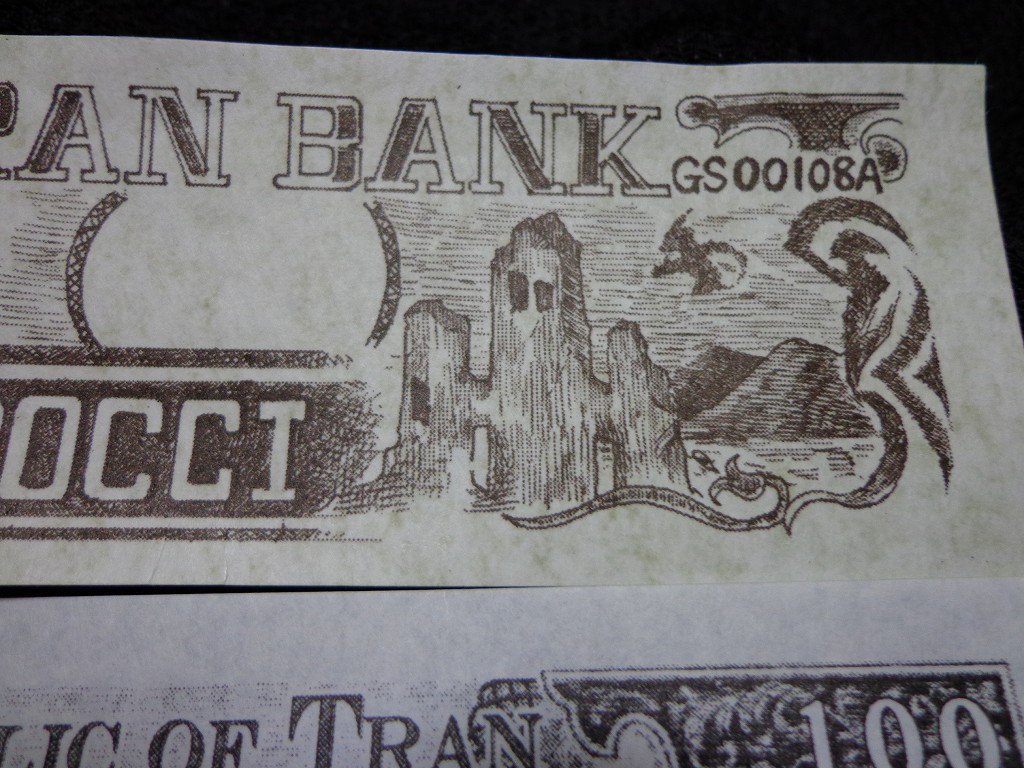 RAN BANK
GS00108A
OCCI
LIC OF TRAN
100